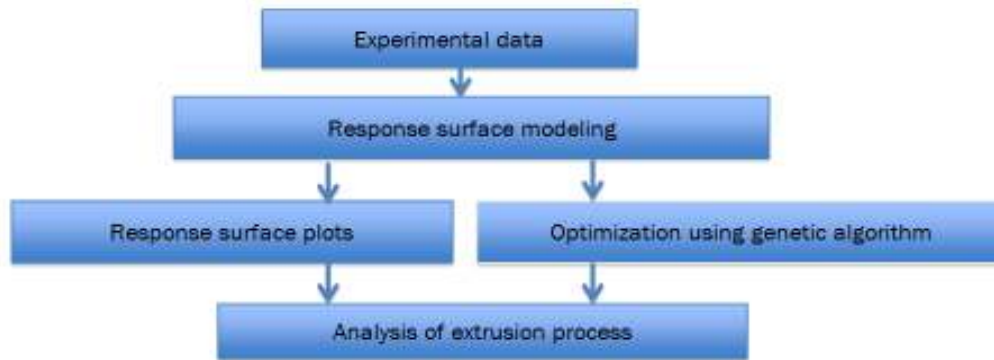 Experimental data
Response surface modeling
Response surface plots
Optimization using genetic algorithm
Analysis of extrusion process